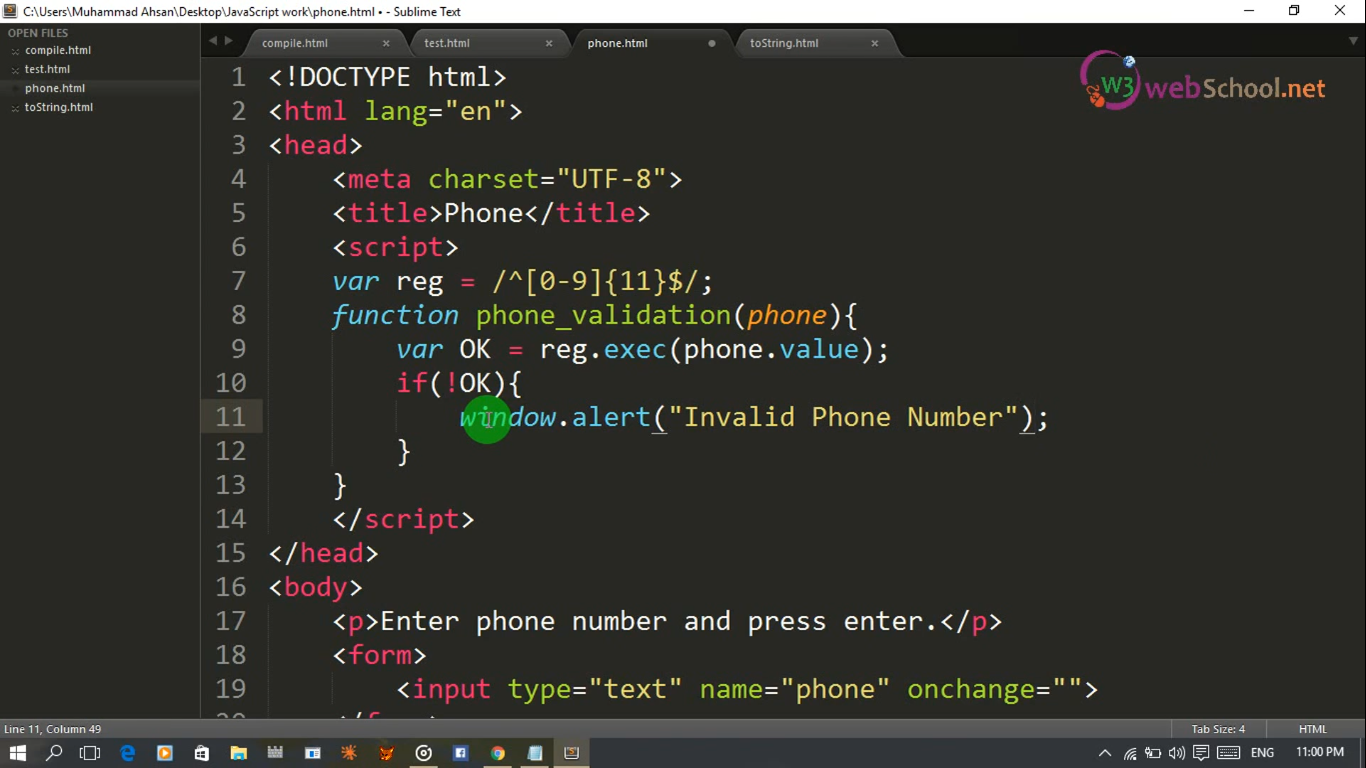 C:\Users\Muhammad Ahsan\Desktop\JavaScript work\phone.html • - Sublime Text
OPEN FILES
compile.html
test.html
phone.html
toString.html
compile.html × test.html × phone.html toString.html ×
W3 webSchool.net
1 <!DOCTYPE html>
2 <html lang="en">
3 <head>
4 <meta charset="UTF-8">
5 <title>Phone</title>
6 <script>
7 var reg = /^[0-9]{11}$/;
8 function phone_validation(phone){
9 var OK = reg.exec(phone.value);
10 if(!OK){
11 window.alert("Invalid Phone Number");
12 }
13 }
14 </script>
15 </head>
16 <body>
17 <p>Enter phone number and press enter.</p>
18 <form>
19 <input type="text" name="phone" onchange="">
Line 11, Column 49
Tab Size: 4
HTML
ENG
11:00 PM